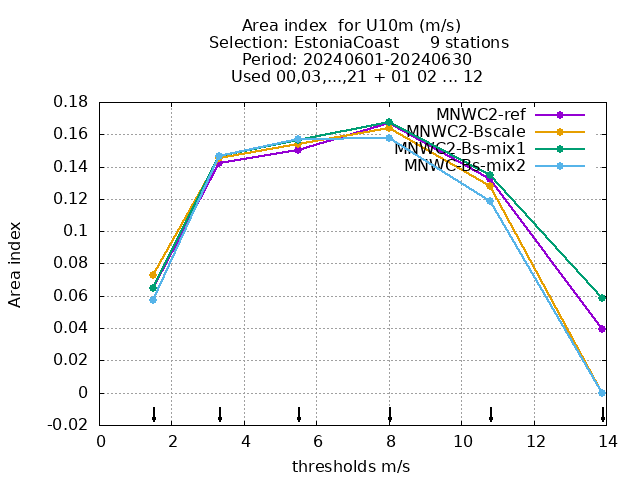 Area index  for U10m (m/s)
Selection: EstoniaCoast      9 stations
Period: 20240601-20240630
Used 00,03,...,21 + 01 02 ... 12
MNWC2-ref
MNWC2-Bscale
MNWC2-Bs-mix1
MNWC-Bs-mix2
0.18
0.16
0.14
0.12
0.1
0.08
0.06
0.04
0.02
0
-0.02
Area index
0 2 4 6 8 10 12 14
thresholds m/s